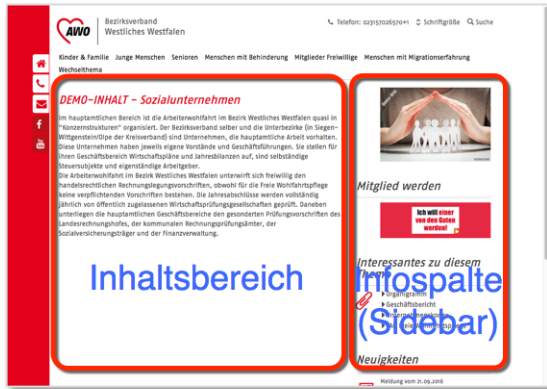 AWO
Bezirksverband
Westliches Westfalen
Telefon: 023157026570+1 Schriftgröße Suche
Kinder & Familie Junge Menschen Senioren Menschen mit Behinderung Mitglieder Freiwillige Menschen mit Migrationserfahrung
Wechselthema
DEMO-INHALT - Sozialunternehmen
Im hauptamtlichen Bereich ist die Arbeiterwohlfahrt im Bezirk Westliches Westfalen quasi in
"Konzernstrukturen" organisiert. Der Bezirksverband selber und die Unterbezirke (in Siegen-
Wittgenstein/Olpe der Kreisverband) sind Unternehmen, die hauptamtliche Arbeit vorhalten.
Diese Unternehmen haben jeweils eigene Vorstände und Geschäftsführungen. Sie stellen für
ihren Geschäftsbereich Wirtschaftspläne und Jahresbilanzen auf, sind selbständige
Steuersubjekte und eigenständige Arbeitgeber.
Die Arbeiterwohlfahrt im Bezirk Westliches Westfalen unterwirft sich freiwillig den
handelsrechtlichen Rechnungslegungsvorschriften, obwohl für die Freie Wohlfahrtspflege
keine verpflichtenden Vorschriften bestehen. Die Jahresabschlüsse werden vollständig
jährlich von öffentlich zugelassenen Wirtschaftsprüfungsgesellschaften geprüft. Daneben
unterliegen die hauptamtlichen Geschäftsbereiche den gesonderten Prüfungsvorschriften des
Landesrechnungshofes, der kommunalen Rechnungsprüfungsämter, der
Sozialversicherungsträger und der Finanzverwaltung.
Inhaltsbereich
Mitglied werden
Ich will einer
von den Guten
werden!
Interessantes zu diesem
Thema
Infospalte
(Sidebar)
Organigramm
Geschäftsbericht
Unternehmenskodex
Neuigkeiten
Meldung vom 21.09.2016